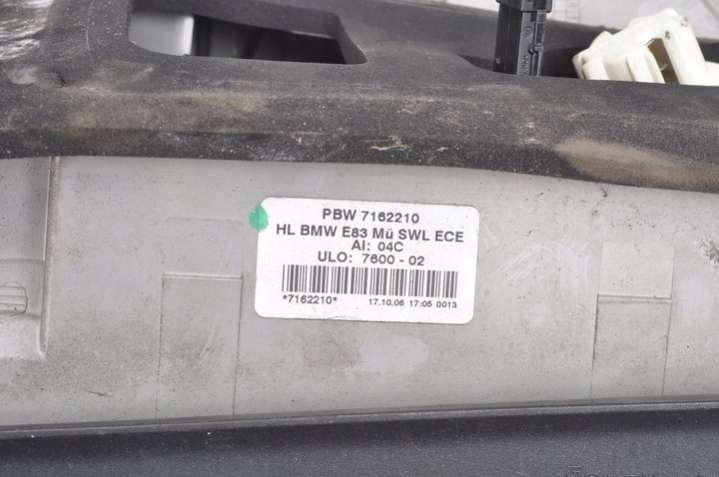 PBW 7162210
HL BMW E83 Mü SWL ECE
AI: 04C
ULO: 7600 - 02
*7162210* 17.10.06 17:05 0013